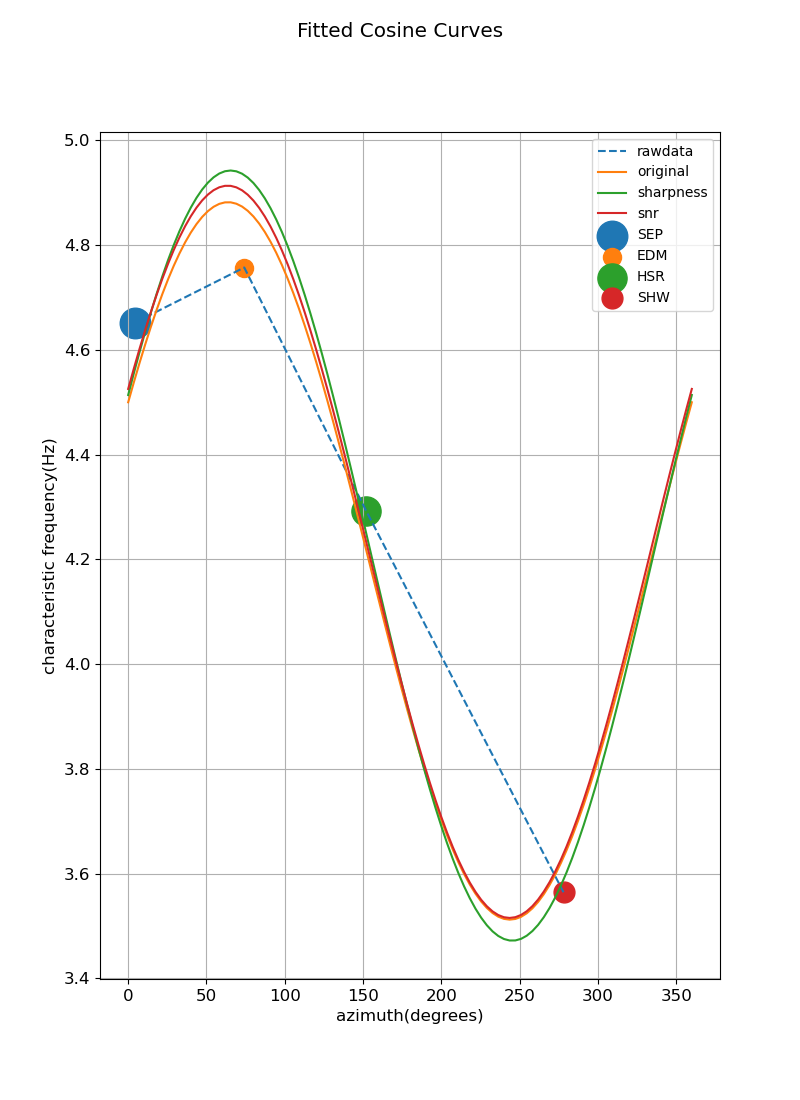 Fitted Cosine Curves
5.0
4.8
4.6
4.4
4.2
4.0
3.8
3.6
3.4
characteristic frequency(Hz)
rawdata
original
sharpness
snr
SEP
EDM
HSR
SHW
0 50 100 150 200 250 300 350
azimuth(degrees)